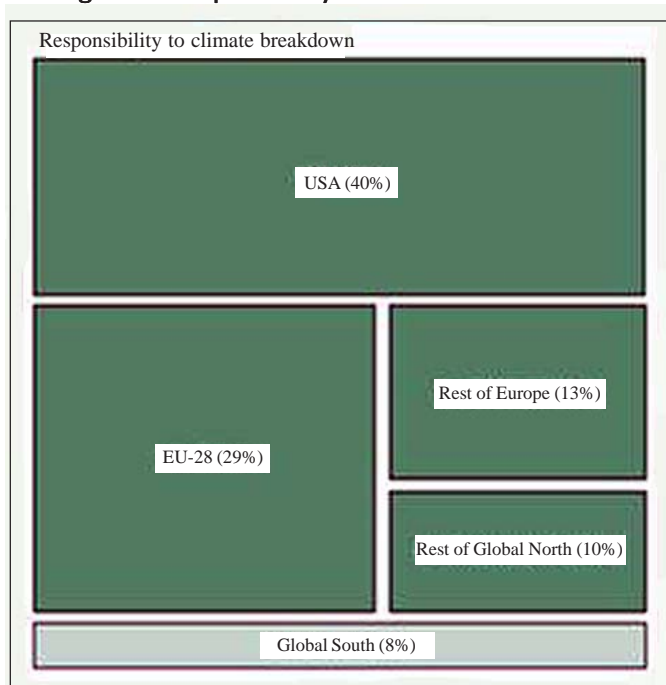 Responsibility to climate breakdown
USA (40%)
Rest of Europe (13%)
EU-28 (29%)
Rest of Global North (10%)
Global South (8%)